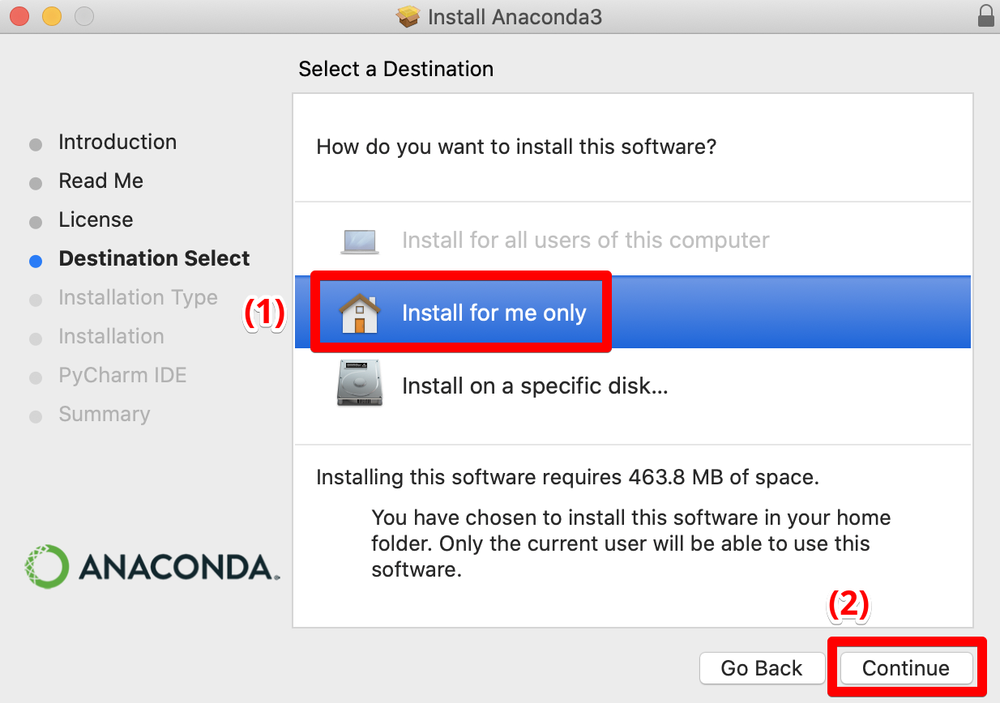 Install Anaconda3
Select a Destination
Introduction
Read Me
License
Destination Select
Installation Type
Installation
PyCharm IDE
Summary
ANACONDA.
How do you want to install this software?
Install for all users of this computer
(1)
Install for me only
Install on a specific disk...
Installing this software requires 463.8 MB of space.
You have chosen to install this software in your home
folder. Only the current user will be able to use this
software.
(2)
Go Back
Continue